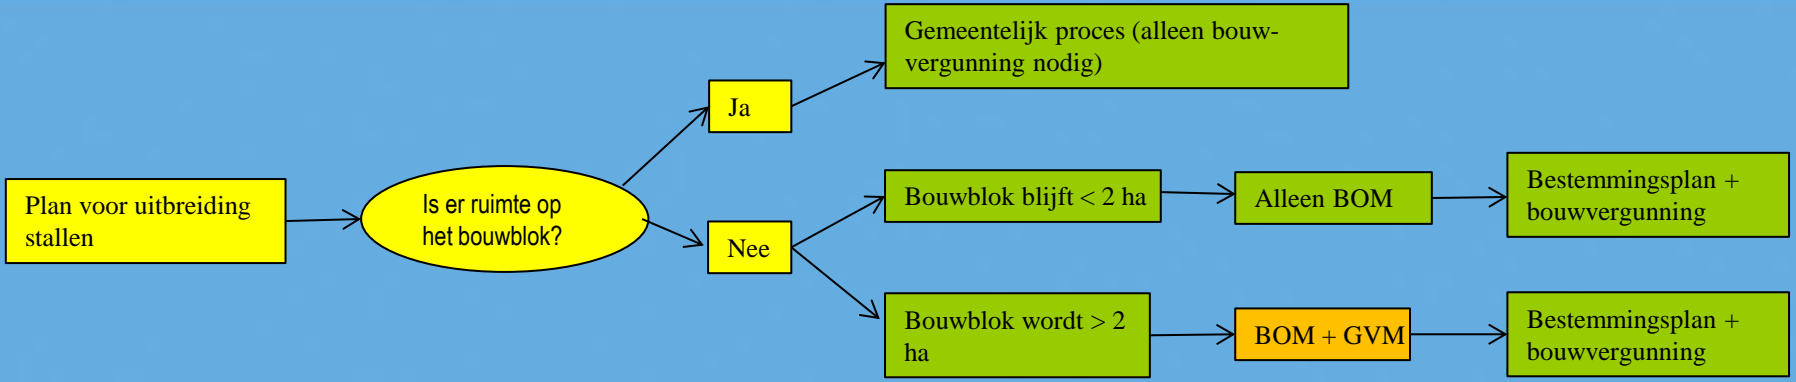 Plan voor uitbreiding
stallen
Is er ruimte op
het bouwblok?
Ja
Gemeentelijk proces (alleen bouw-
vergunning nodig)
Nee
Bouwblok blijft < 2 ha
Alleen BOM
Bestemmingsplan +
bouwvergunning
Bouwblok wordt > 2
ha
BOM + GVM
Bestemmingsplan +
bouwvergunning